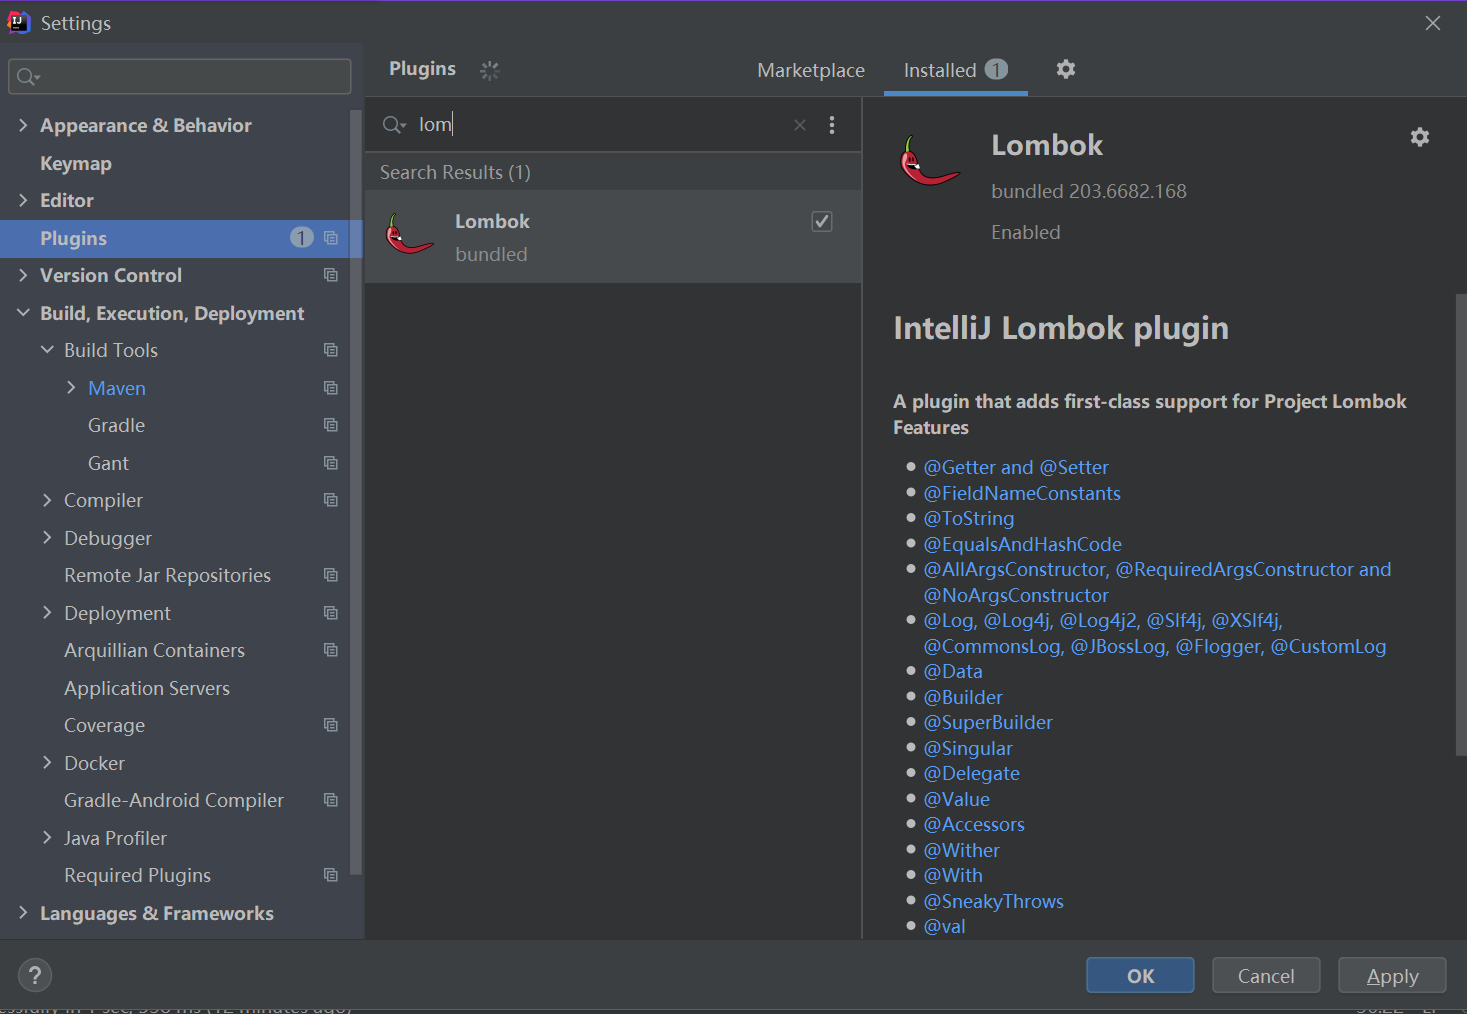 Settings
Plugins
Marketplace
Installed 1
Appearance & Behavior
Keymap
Editor
Plugins 1
Version Control
Build, Execution, Deployment
Build Tools
Maven
Gradle
Gant
Compiler
Debugger
Remote Jar Repositories
Deployment
Arquillian Containers
Application Servers
Coverage
Docker
Gradle-Android Compiler
Java Profiler
Required Plugins
Languages & Frameworks
lom
Search Results (1)
Lombok
bundled
Lombok
bundled 203.6682.168
Enabled
IntelliJ Lombok plugin
A plugin that adds first-class support for Project Lombok
Features
@Getter and @Setter
@FieldNameConstants
@ToString
@EqualsAndHashCode
@AllArgsConstructor, @RequiredArgsConstructor and
@NoArgsConstructor
@Log, @Log4j, @Log4j2, @Slf4j, @XSlf4j,
@CommonsLog, @JBossLog, @Flogger, @CustomLog
@Data
@Builder
@SuperBuilder
@Singular
@Delegate
@Value
@Accessors
@Wither
@With
@SneakyThrows
@val
?
OK
Cancel
Apply